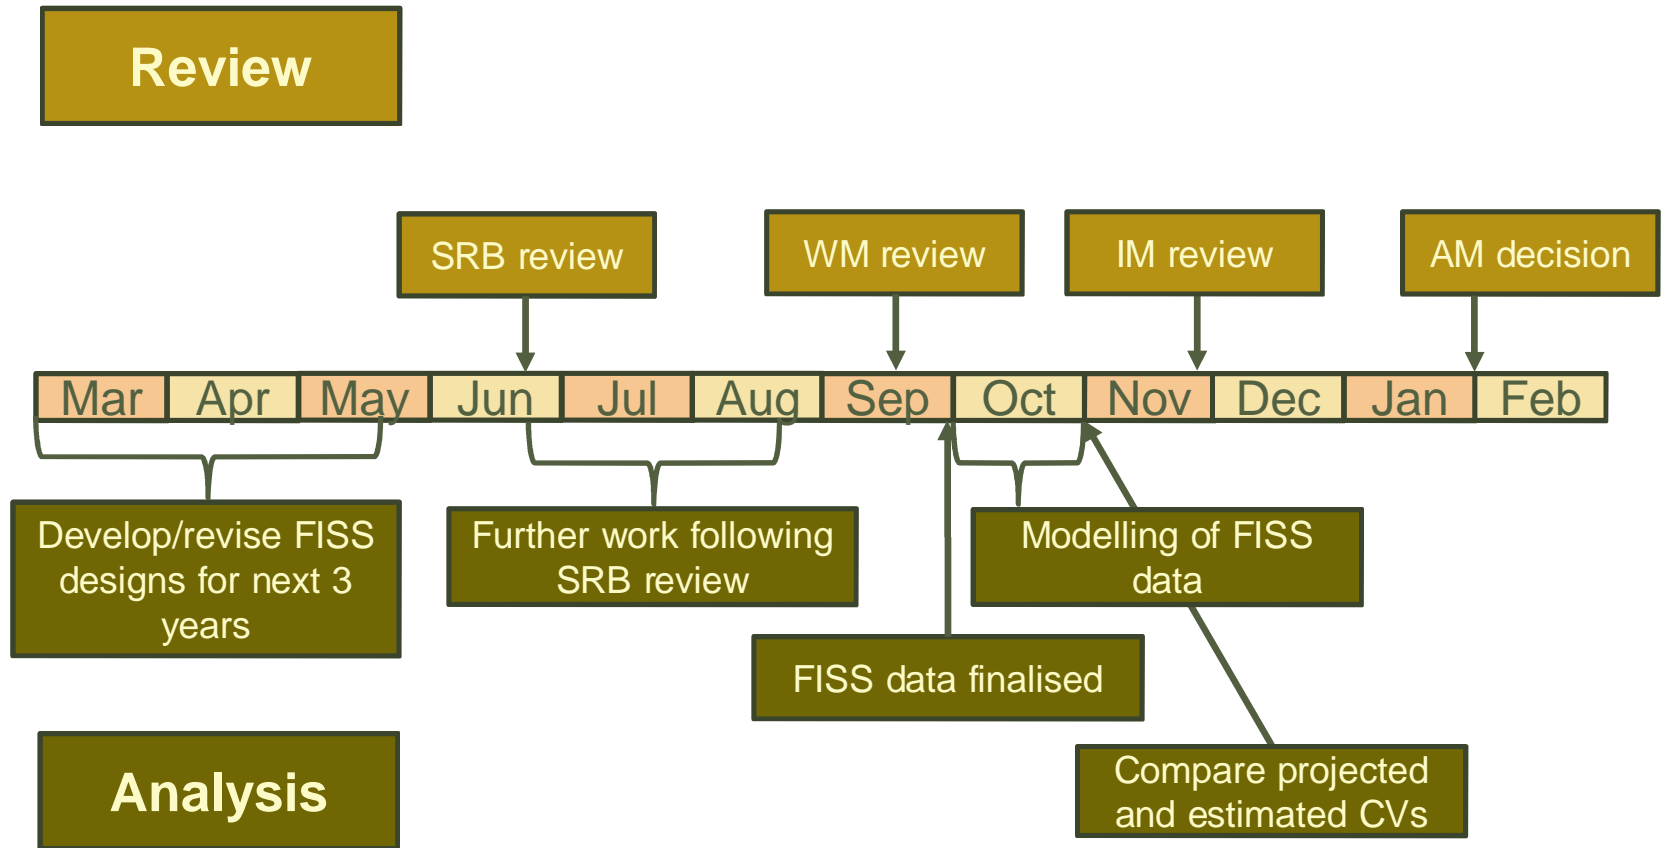 Review
SRB review
WM review
IM review
AM decision
Mar Apr May Jun Jul Aug Sep Oct Nov Dec Jan Feb
Develop/revise FISS
designs for next 3
years
Further work following
SRB review
Modelling of FISS
data
FISS data finalised
Compare projected
and estimated CVs
Analysis